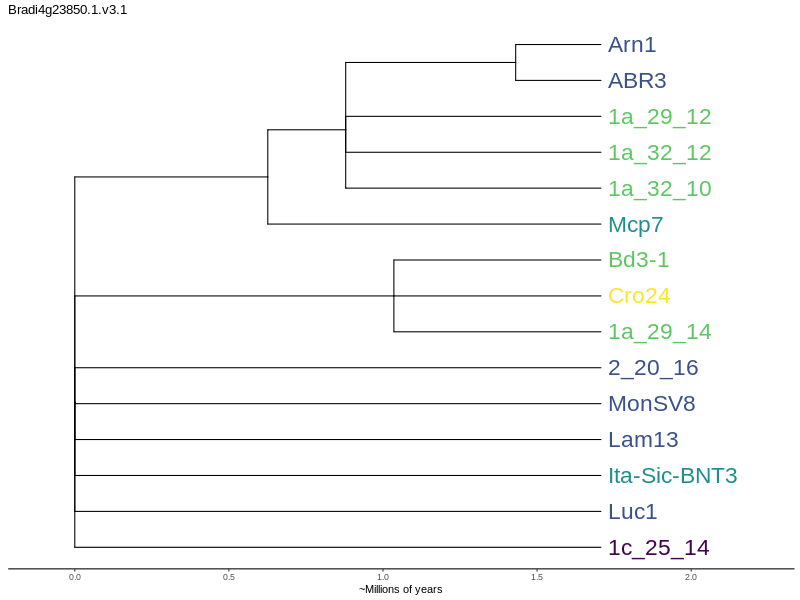 Bradi4g23850.1.v3.1
Arn1
ABR3
1a_29_12
1a_32_12
1a_32_10
Mcp7
Bd3-1
Cro24
1a_29_14
2_20_16
MonSV8
Lam13
Ita-Sic-BNT3
Luc1
1c_25_14
0.0 0.5 1.0 1.5 2.0
~Millions of years